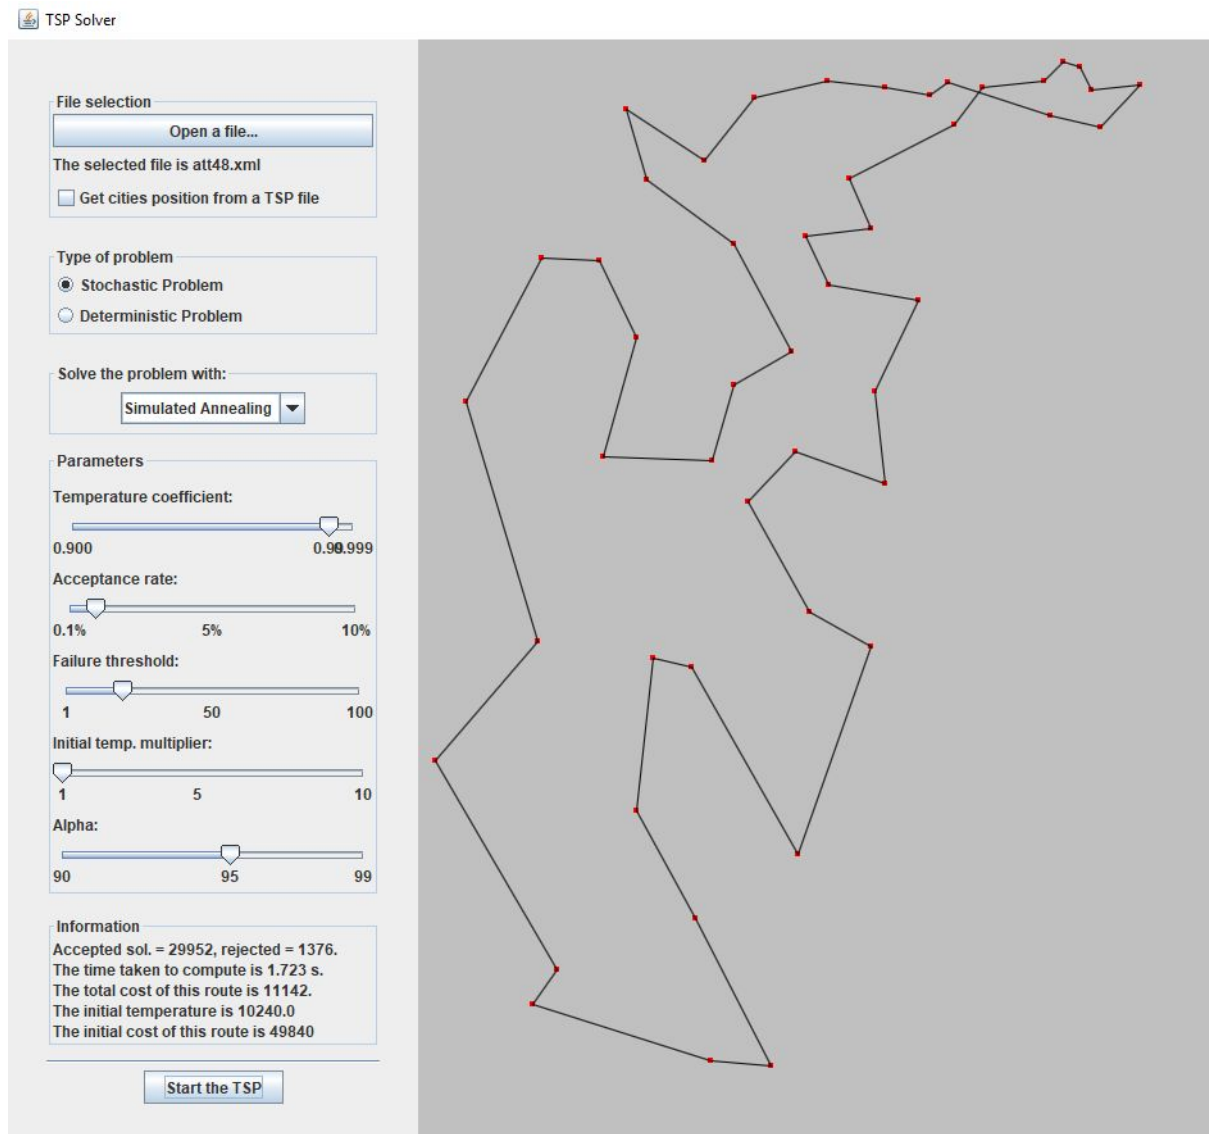 TSP Solver
File selection
Open a file...
The selected file is att48.xml
Get cities position from a TSP file
Type of problem
Stochastic Problem
Deterministic Problem
Solve the problem with:
Simulated Annealing
Parameters
Temperature coefficient:
0.900 0.99 0.999
Acceptance rate:
0.1% 5% 10%
Failure threshold:
1 50 100
Initial temp. multiplier:
1 5 10
Alpha:
90 95 99
Information
Accepted sol. = 29952, rejected = 1376.
The time taken to compute is 1.723 s.
The total cost of this route is 11142.
The initial temperature is 10240.0
The initial cost of this route is 49840
Start the TSP